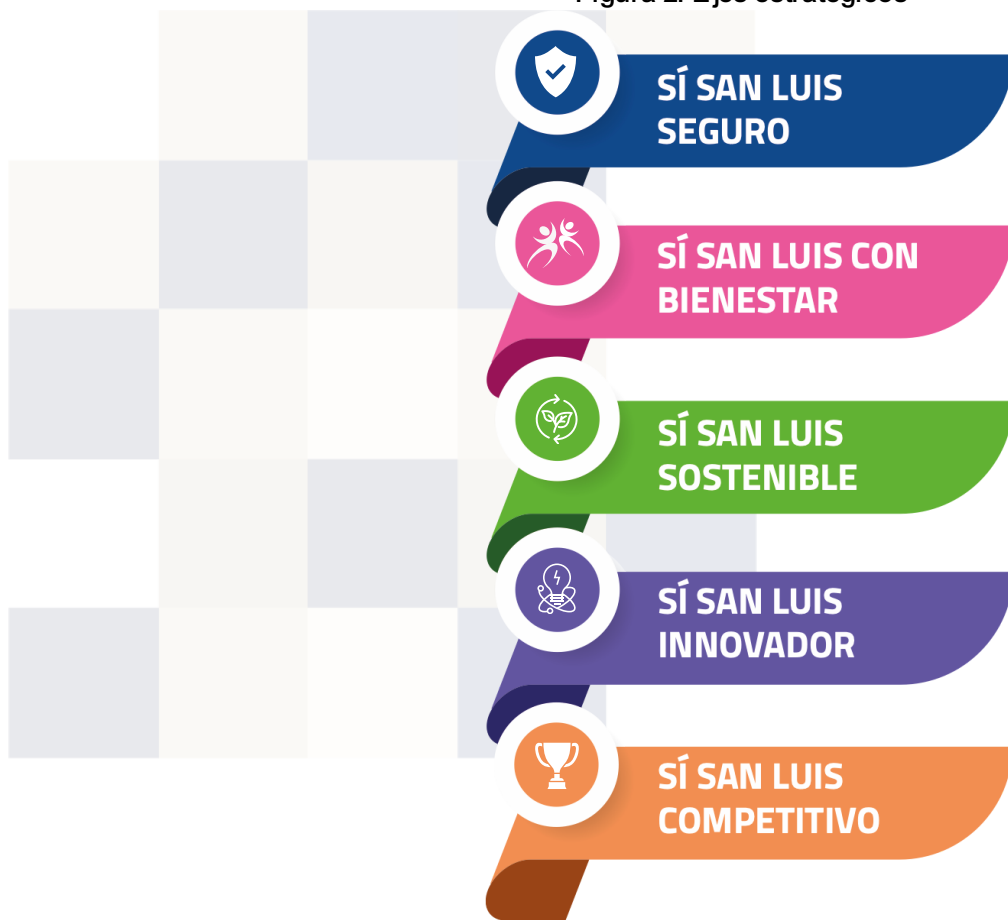 SÍ SAN LUIS
SEGURO
SÍ SAN LUIS CON
BIENESTAR
SÍ SAN LUIS
SOSTENIBLE
SÍ SAN LUIS
INNOVADOR
SÍ SAN LUIS
COMPETITIVO